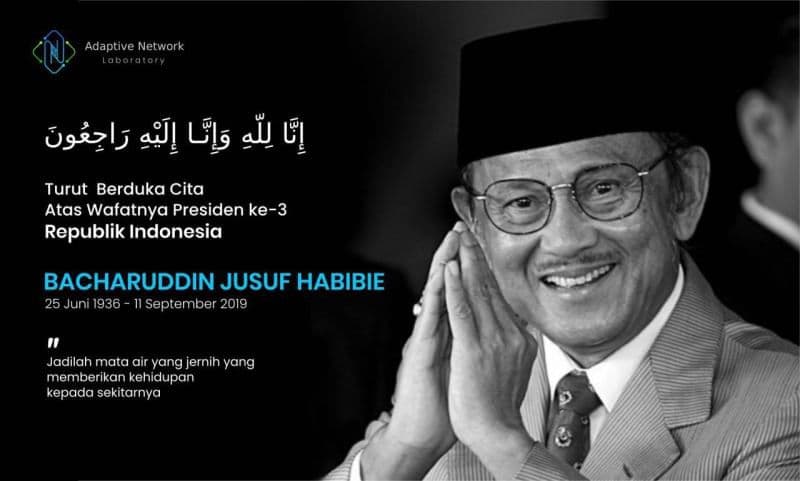 Adaptive Network
Laboratory
إِنَّا لِلّهِ وَإِنَّـا إِلَيْهِ رَاجِعُونَ
Turut Berduka Cita
Atas Wafatnya Presiden ke-3
Republik Indonesia
BACHARUDDIN JUSUF HABIBIE
25 Juni 1936 - 11 September 2019
"
Jadilah mata air yang jernih yang
memberikan kehidupan
kepada sekitarnya